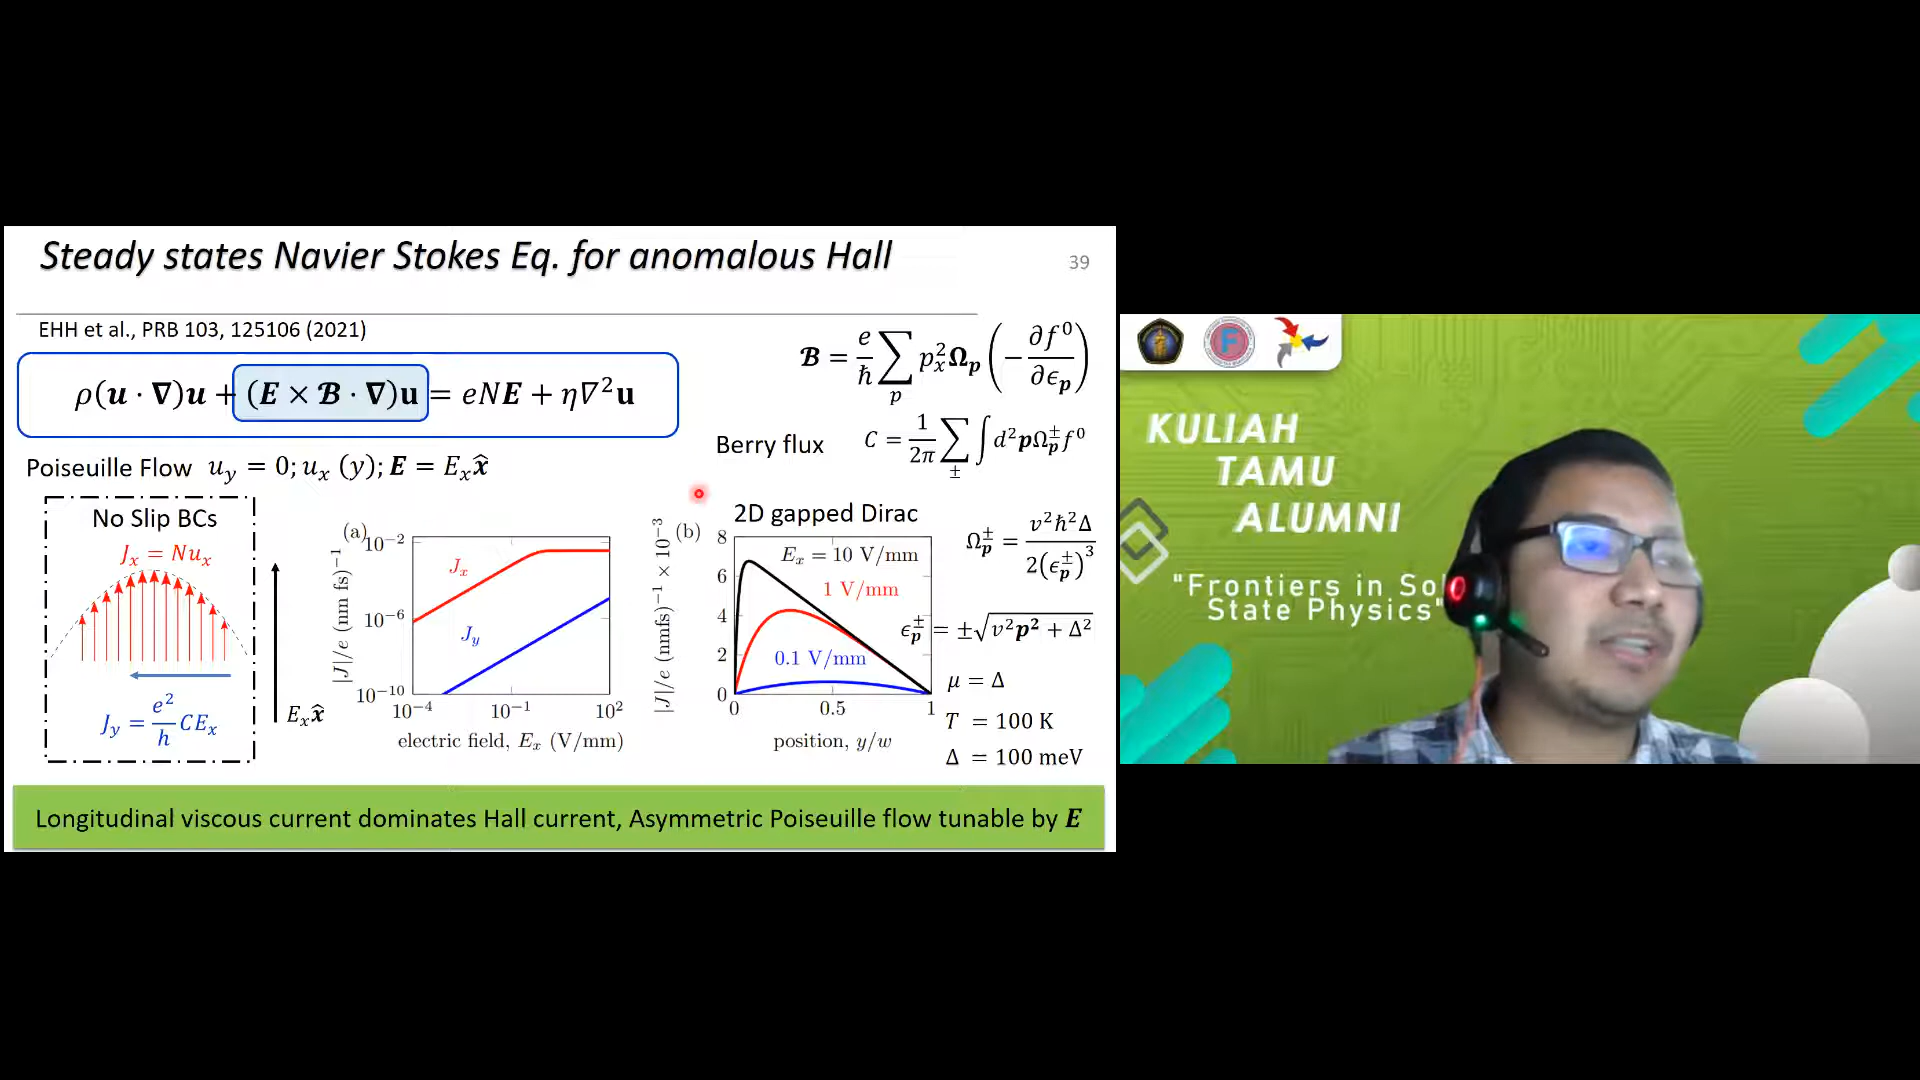 Steady states Navier Stokes Eq. for anomalous Hall
39
EHH et al., PRB 103, 125106 (2021)
ρ(u · ∇)u + (E × ℬ · ∇)u = eNE + η∇²u
ℬ = e/ħ ∑_p p_x² Ω_p (− ∂f⁰/∂ϵ_p)
Berry flux C = 1/2π ∑_± ∫ d²p Ω_p^± f⁰
Poiseuille Flow u_y = 0; u_x (y); E = E_x x̂
No Slip BCs
J_x = Nu_x
J_y = e²/h CE_x
E_x x̂
(a)
|J|/e (nm fs)⁻¹
10⁻²
10⁻⁶
10⁻¹⁰
J_x
J_y
10⁻⁴ 10⁻¹ 10²
electric field, E_x (V/mm)
(b)
2D gapped Dirac
|J|/e (nmfs)⁻¹ × 10⁻³
8
6
4
2
0
E_x = 10 V/mm
1 V/mm
0.1 V/mm
0 0.5 1
position, y/w
Ω_p^± = v²ħ²Δ / 2(ϵ_p^±)³
ϵ_p^± = ±√(v²p² + Δ²)
μ = Δ
T = 100 K
Δ = 100 meV
Longitudinal viscous current dominates Hall current, Asymmetric Poiseuille flow tunable by E
KULIAH
TAMU
ALUMNI
"Frontiers in So
State Physics"